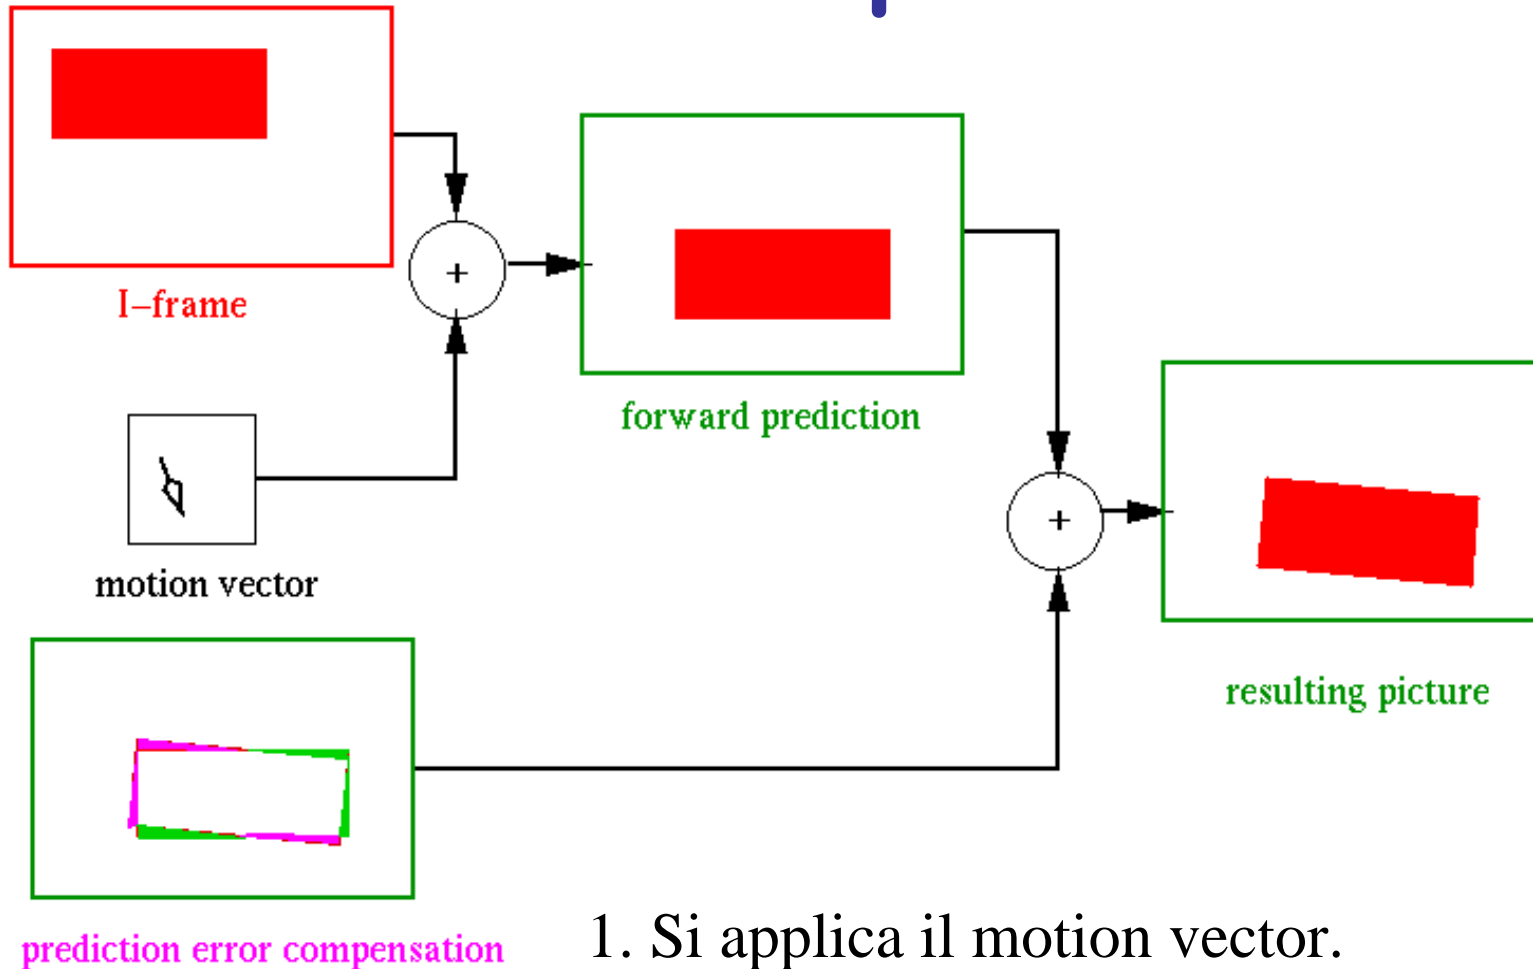 I–frame
+
forward prediction
motion vector
+
resulting picture
prediction error compensation
1. Si applica il motion vector.